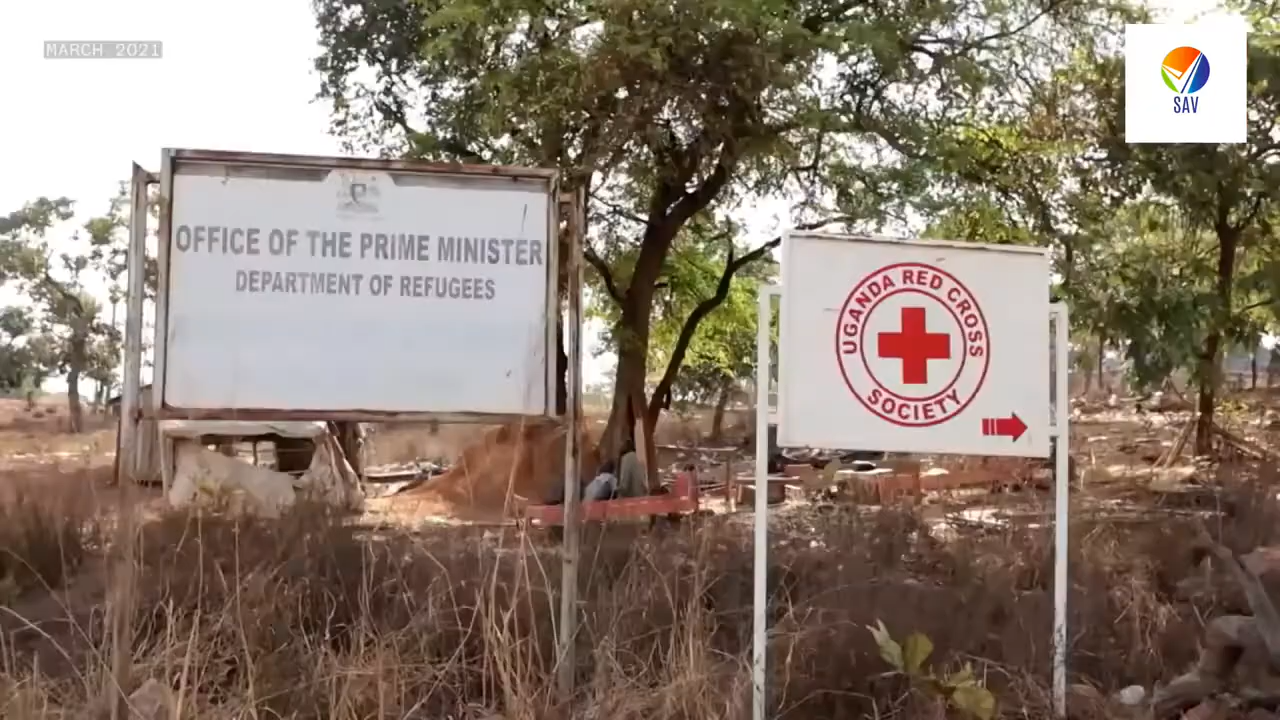 MARCH 2021
SAV
OFFICE OF THE PRIME MINISTER
DEPARTMENT OF REFUGEES
UGANDA RED CROSS
SOCIETY